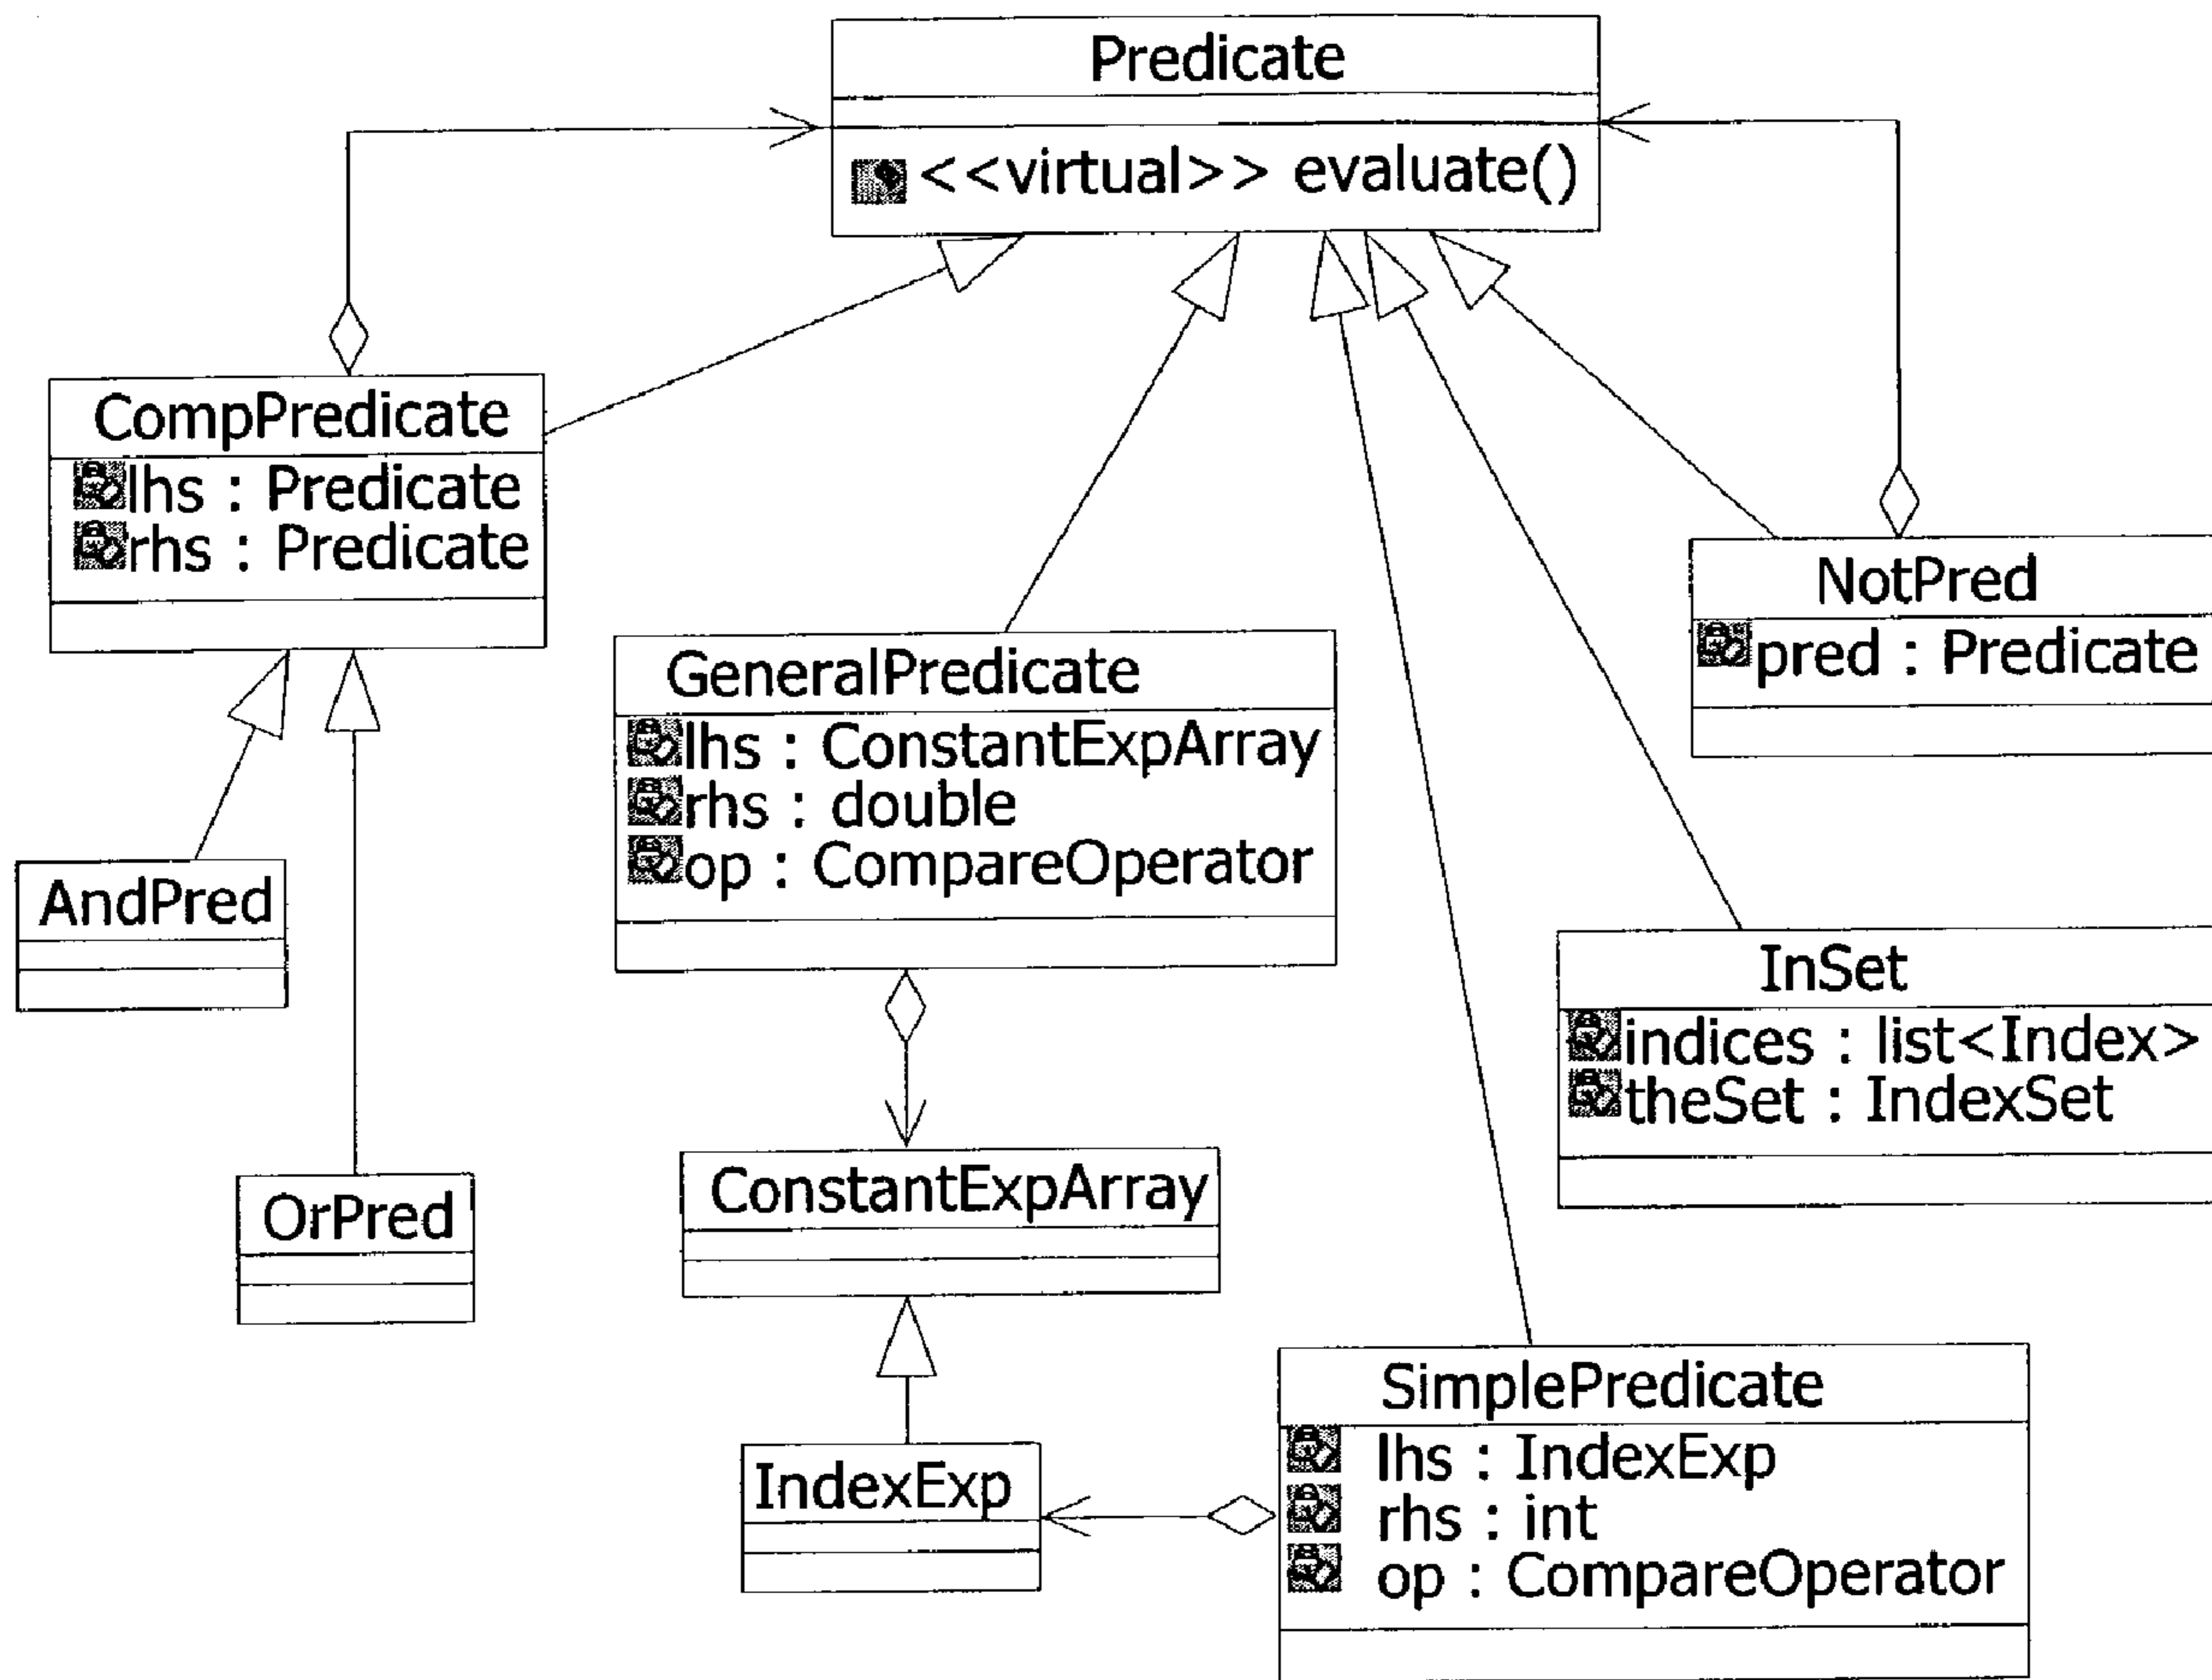 Predicate
<<virtual>> evaluate()
CompPredicate
lhs : Predicate
rhs : Predicate
NotPred
pred : Predicate
GeneralPredicate
lhs : ConstantExpArray
rhs : double
op : CompareOperator
AndPred
InSet
indices : list<Index>
theSet : IndexSet
OrPred
ConstantExpArray
SimplePredicate
lhs : IndexExp
rhs : int
op : CompareOperator
IndexExp